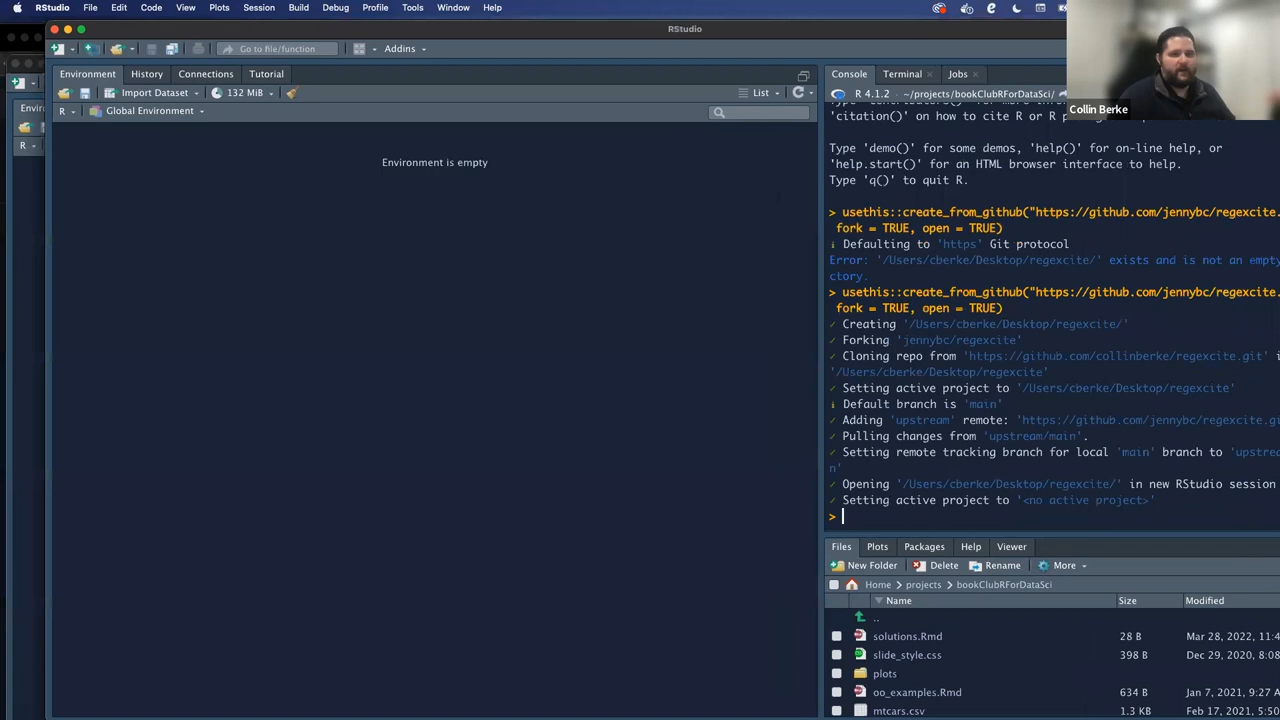 RStudio File Edit Code View Plots Session Build Debug Profile Tools Window Help
RStudio
Go to file/function Addins
Environment History Connections Tutorial
Import Dataset 132 MiB List
R Global Environment
Environment is empty
Envir
R
Console Terminal Jobs
R 4.1.2 · ~/projects/bookClubRForDataSci/
Collin Berke
'citation()' on how to cite R or R
Type 'demo()' for some demos, 'help()' for on-line help, or
'help.start()' for an HTML browser interface to help.
Type 'q()' to quit R.
> usethis::create_from_github("https://github.com/jennybc/regexcite.
fork = TRUE, open = TRUE)
i Defaulting to 'https' Git protocol
Error: '/Users/cberke/Desktop/regexcite/' exists and is not an empty
ctory.
> usethis::create_from_github("https://github.com/jennybc/regexcite.
fork = TRUE, open = TRUE)
✓ Creating '/Users/cberke/Desktop/regexcite/'
✓ Forking 'jennybc/regexcite'
✓ Cloning repo from 'https://github.com/collinberke/regexcite.git' i
'/Users/cberke/Desktop/regexcite'
✓ Setting active project to '/Users/cberke/Desktop/regexcite'
i Default branch is 'main'
✓ Adding 'upstream' remote: 'https://github.com/jennybc/regexcite.gi
✓ Pulling changes from 'upstream/main'.
✓ Setting remote tracking branch for local 'main' branch to 'upstre
n'
✓ Opening '/Users/cberke/Desktop/regexcite/' in new RStudio session
✓ Setting active project to '<no active project>'
>
Files Plots Packages Help Viewer
New Folder Delete Rename More
Home projects bookClubRForDataSci
Name Size Modified
..
solutions.Rmd 28 B Mar 28, 2022, 11:4
slide_style.css 398 B Dec 29, 2020, 8:08
plots
oo_examples.Rmd 634 B Jan 7, 2021, 9:27 A
mtcars.csv 1.3 KB Feb 17, 2021, 5:50